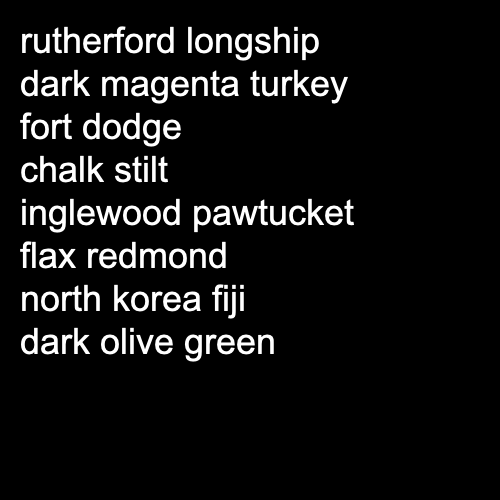 rutherford longship
dark magenta turkey
fort dodge
chalk stilt
inglewood pawtucket
flax redmond
north korea fiji
dark olive green